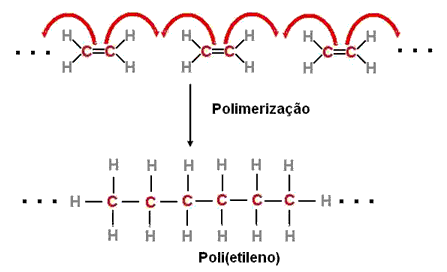 H H H H H H
··· C=C C=C C=C ···
H H H H H H
Polimerização
H H H H H H
··· H—C—C—C—C—C—C—H ···
H H H H H H
Poli(etileno)